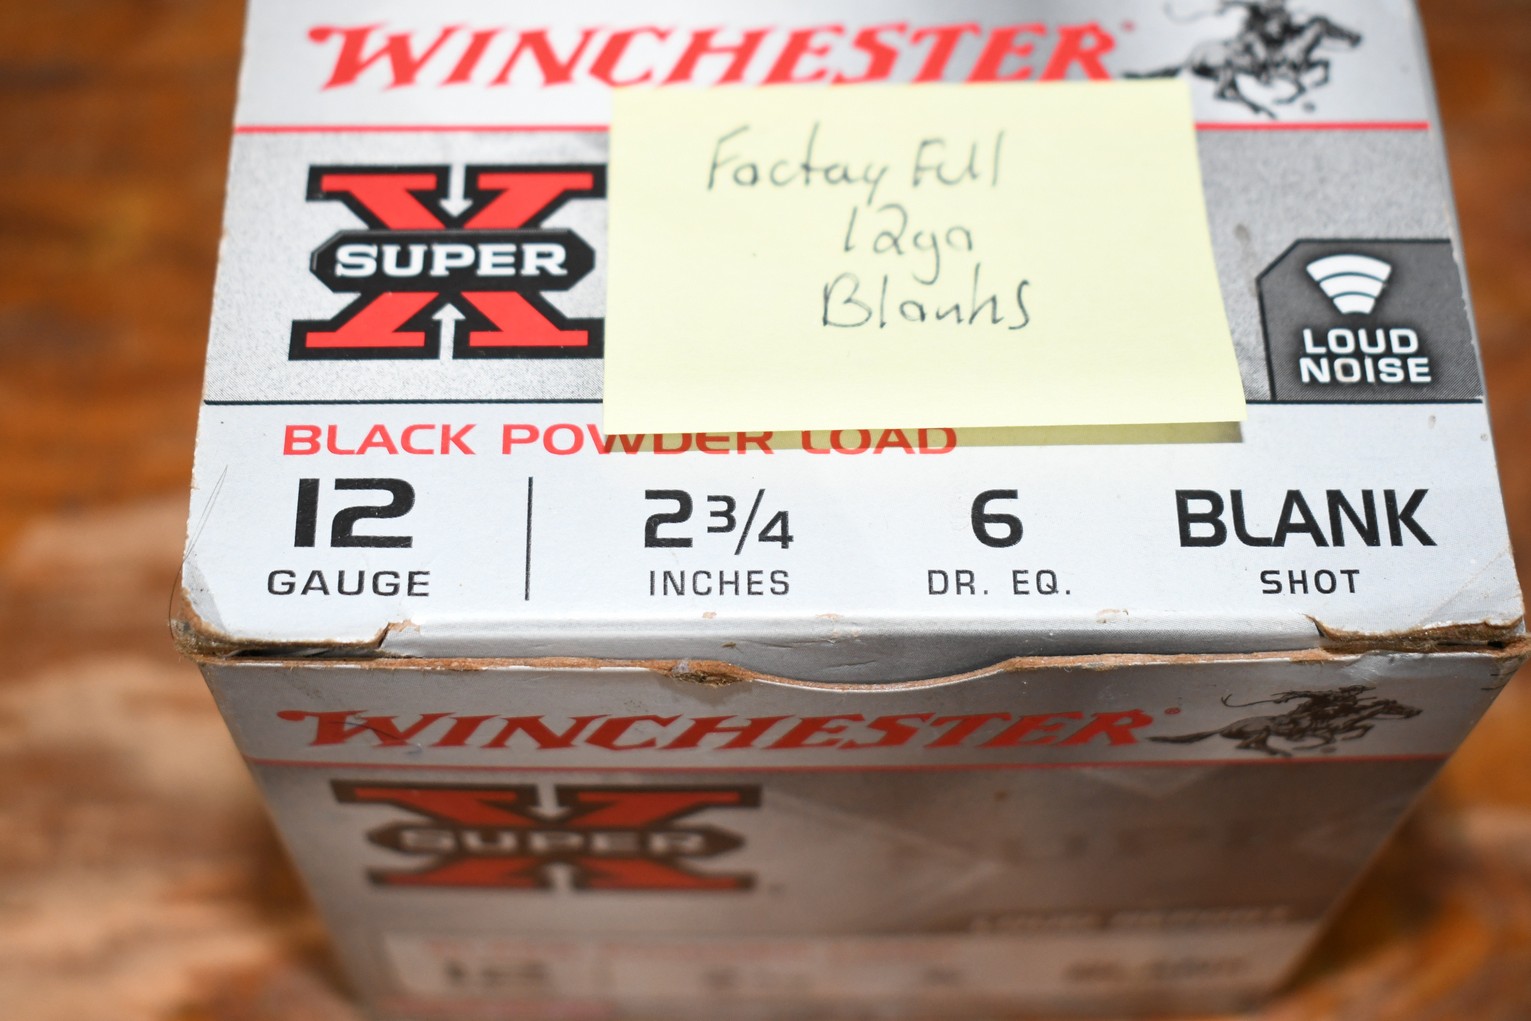 WINCHESTER
Factory Full
12ga
Blanks
SUPER X
LOUD
NOISE
BLACK POWDER LOAD
12
GAUGE
2 3/4
INCHES
6
DR. EQ.
BLANK
SHOT
WINCHESTER
SUPER X